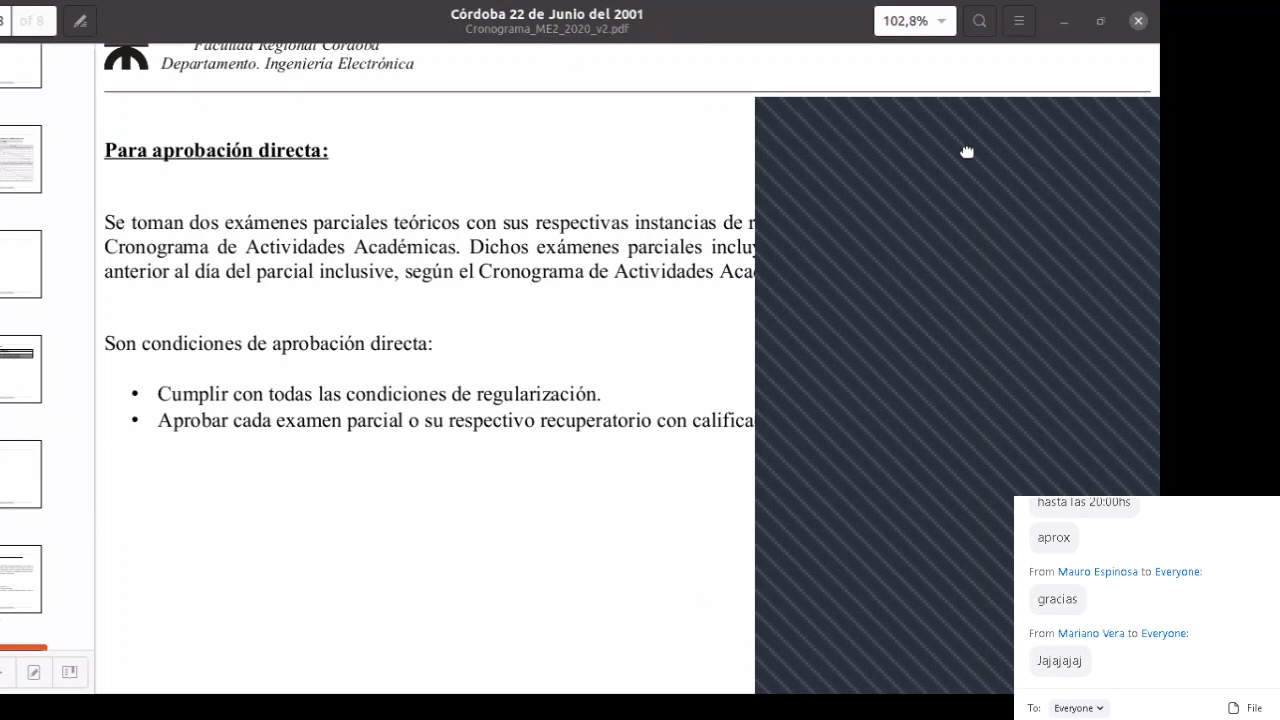 of 8
Córdoba 22 de Junio del 2001
Cronograma_ME2_2020_v2.pdf
102,8%
Facultad Regional Córdoba
Departamento. Ingeniería Electrónica
Para aprobación directa:
Se toman dos exámenes parciales teóricos con sus respectivas instancias de
Cronograma de Actividades Académicas. Dichos exámenes parciales
anterior al día del parcial inclusive, según el Cronograma de Actividades
Son condiciones de aprobación directa:
• Cumplir con todas las condiciones de regularización.
• Aprobar cada examen parcial o su respectivo recuperatorio con califica
hasta las 20:00hs
aprox
From Mauro Espinosa to Everyone:
gracias
From Mariano Vera to Everyone:
Jajajajaj
To: Everyone
File